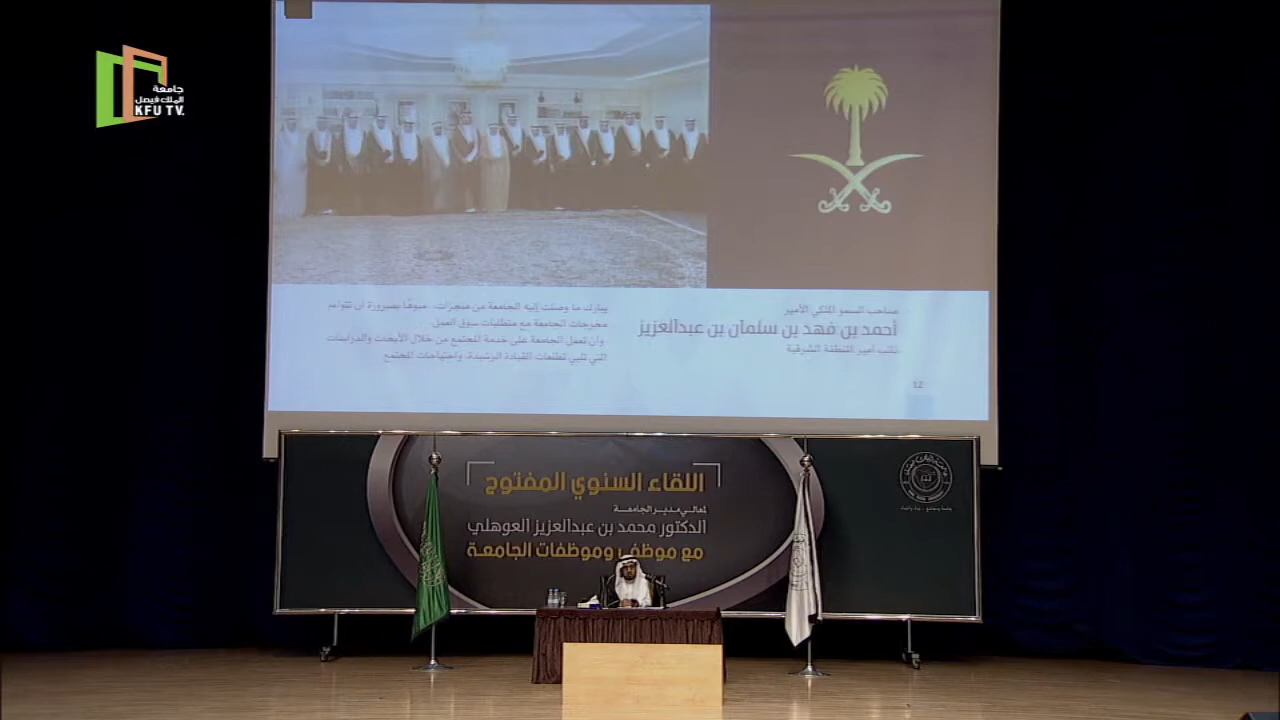 جامعة
الملك فيصل
KFU TV.
صاحب السمو الملكي الأمير
أحمد بن فهد بن سلمان بن عبدالعزيز
نائب أمير المنطقة الشرقية
يبارك ما وصلت إليه الجامعة من منجزات.. منوهًا بضرورة أن تتواءم
مخرجات الجامعة مع متطلبات سوق العمل
وأن تعمل الجامعة على خدمة المجتمع من خلال الأبحاث والدراسات
التي تلبي تطلعات القيادة الرشيدة، واحتياجات المجتمع
12
اللقاء السنوي المفتوح
لمعالي مدير الجامعة
الدكتور محمد بن عبدالعزيز العوهلي
مع موظفي وموظفات الجامعة